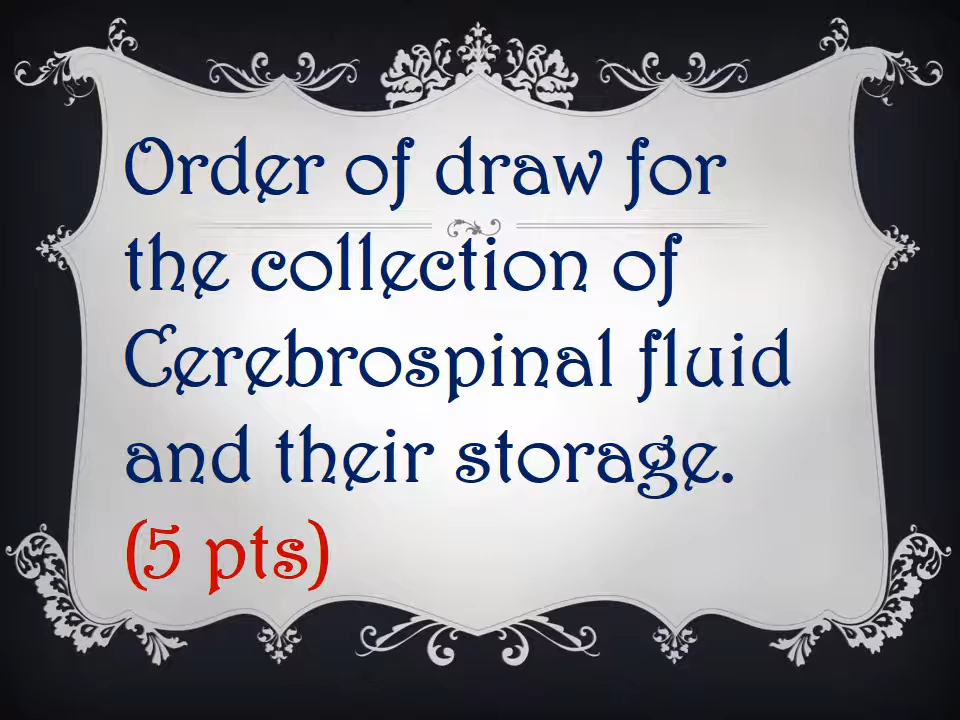 Order of draw for
the collection of
Cerebrospinal fluid
and their storage.
(5 pts)